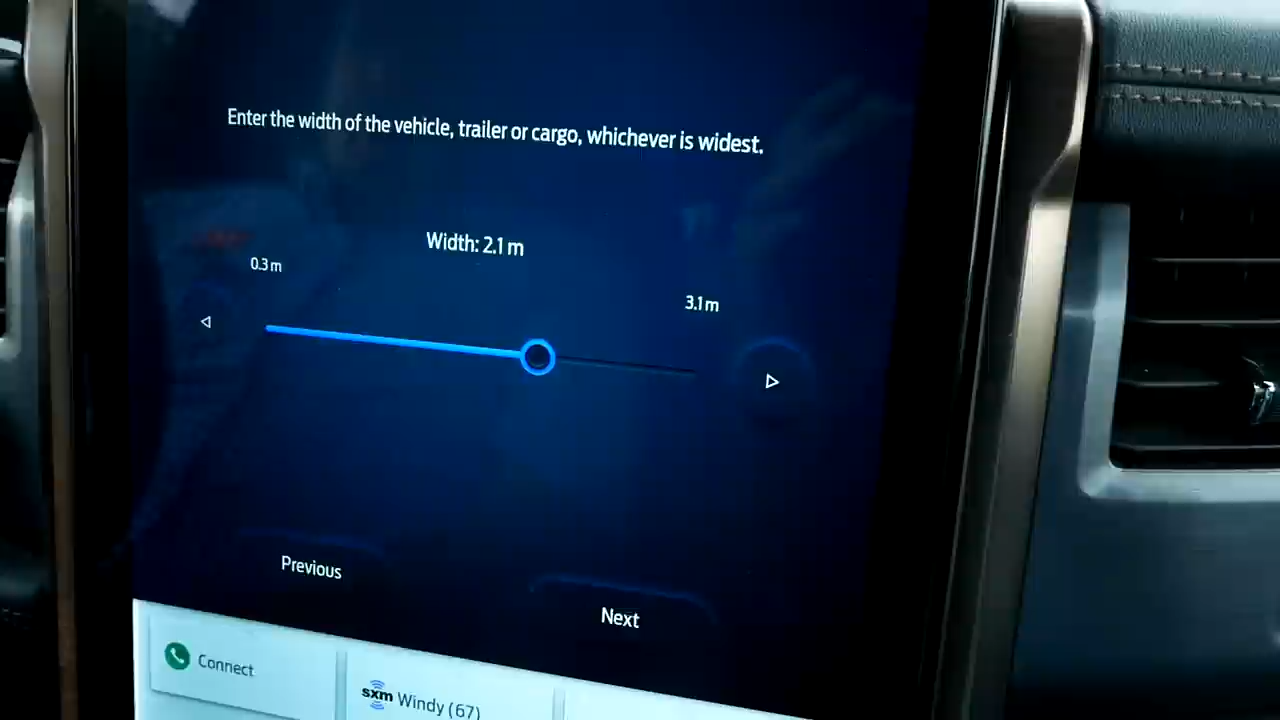 Enter the width of the vehicle, trailer or cargo, whichever is widest.
Width: 2.1 m
0.3 m
3.1 m
Previous
Next
Connect
sxm Windy (67)